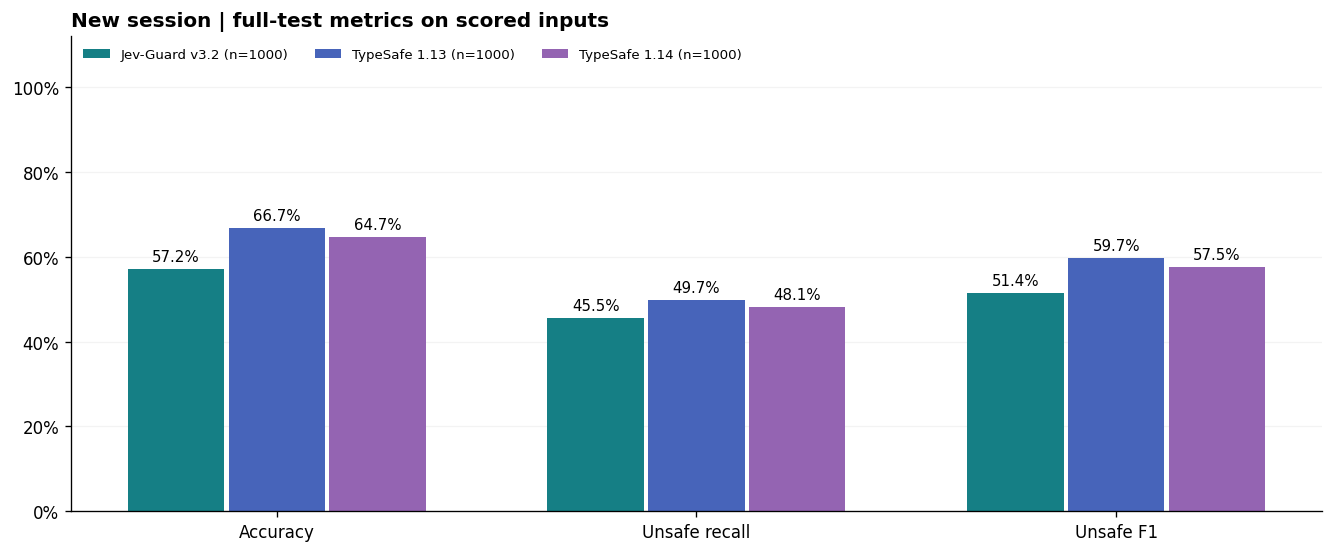 New session | full-test metrics on scored inputs
Jev-Guard v3.2 (n=1000) TypeSafe 1.13 (n=1000) TypeSafe 1.14 (n=1000)
100%
80%
60%
40%
20%
0%
57.2% 66.7% 64.7%
45.5% 49.7% 48.1%
51.4% 59.7% 57.5%
Accuracy Unsafe recall Unsafe F1